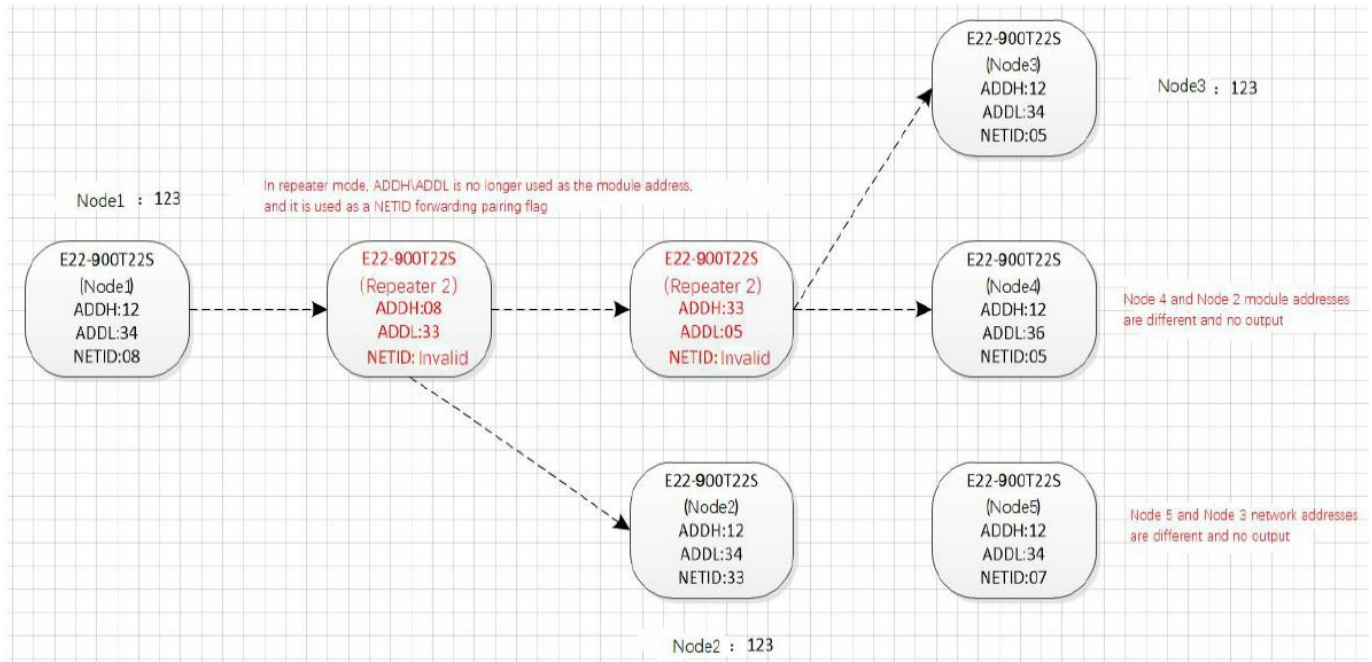 E22-900T22S
(Node3)
ADDH:12
ADDL:34
NETID:05
Node3 : 123
In repeater mode, ADDH\ADDL is no longer used as the module address,
and it is used as a NETID forwarding pairing flag
Node1 : 123
E22-900T22S
(Node1)
ADDH:12
ADDL:34
NETID:08
E22-900T22S
(Repeater 2)
ADDH:08
ADDL:33
NETID: Invalid
E22-900T22S
(Repeater 2)
ADDH:33
ADDL:05
NETID: Invalid
E22-900T22S
(Node4)
ADDH:12
ADDL:36
NETID:05
Node 4 and Node 2 module addresses
are different and no output
E22-900T22S
(Node2)
ADDH:12
ADDL:34
NETID:33
E22-900T22S
(Node5)
ADDH:12
ADDL:34
NETID:07
Node 5 and Node 3 network addresses
are different and no output
Node2 : 123